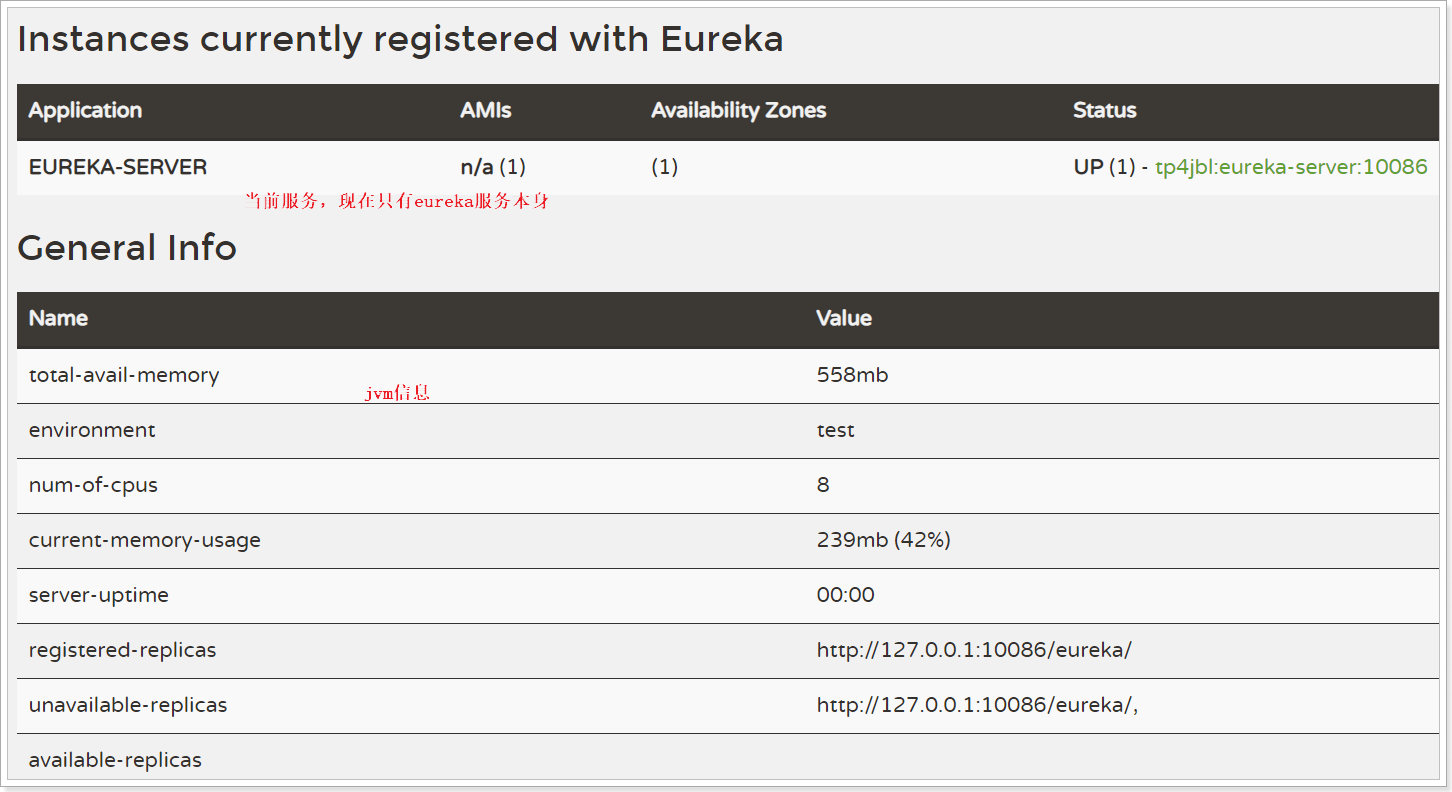 Instances currently registered with Eureka
Application AMIs Availability Zones Status
EUREKA-SERVER n/a (1) (1) UP (1) - tp4jbl:eureka-server:10086
当前服务，现在只有eureka服务本身
General Info
Name Value
total-avail-memory 558mb
jvm信息
environment test
num-of-cpus 8
current-memory-usage 239mb (42%)
server-uptime 00:00
registered-replicas http://127.0.0.1:10086/eureka/
unavailable-replicas http://127.0.0.1:10086/eureka/,
available-replicas